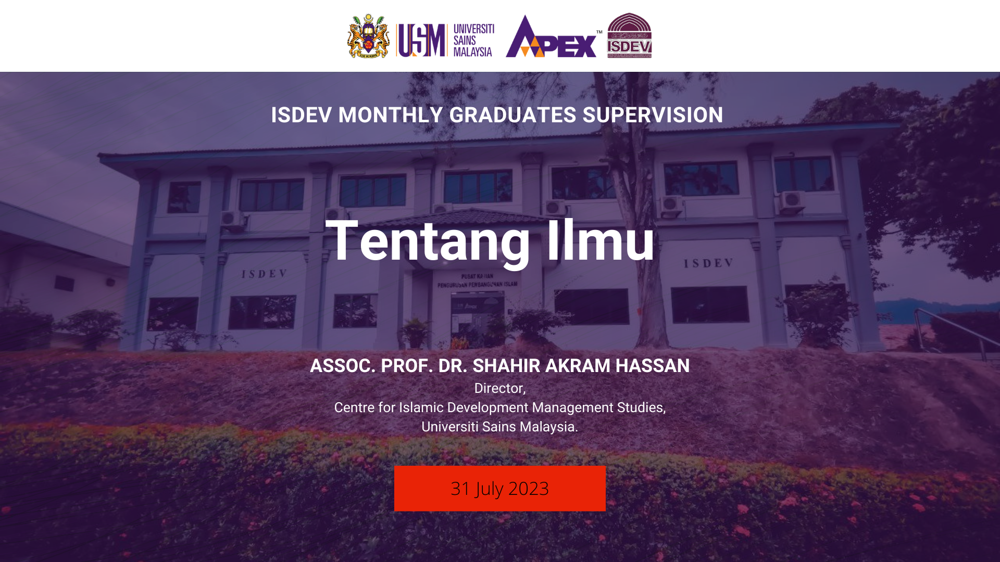 USM
UNIVERSITI
SAINS
MALAYSIA
APEX™
ISDEV
ISDEV MONTHLY GRADUATES SUPERVISION
Tentang Ilmu
ISDEV
ISDEV
PUSAT KAJIAN
PENGURUSAN PEMBANGUNAN ISLAM
APEX
ASSOC. PROF. DR. SHAHIR AKRAM HASSAN
Director,
Centre for Islamic Development Management Studies,
Universiti Sains Malaysia.
31 July 2023